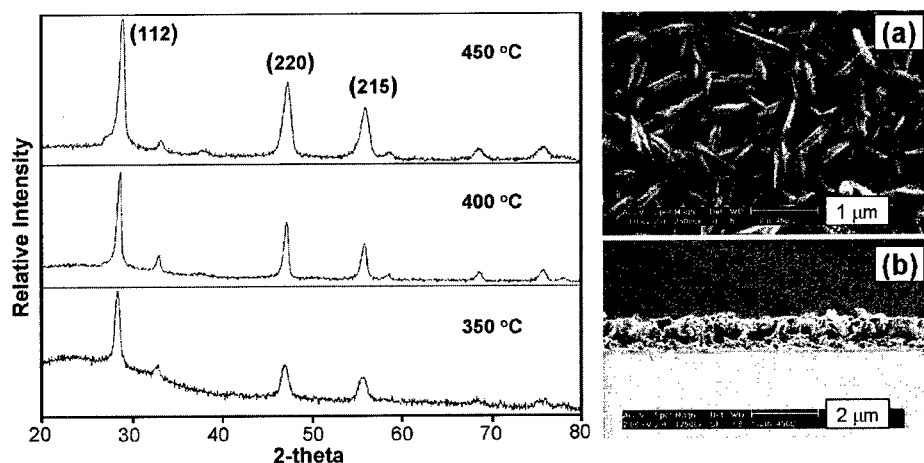 (112)
(220)
(215)
450 °C
400 °C
350 °C
Relative Intensity
20 30 40 50 60 70 80
2-theta
(a)
1 μm
(b)
2 μm